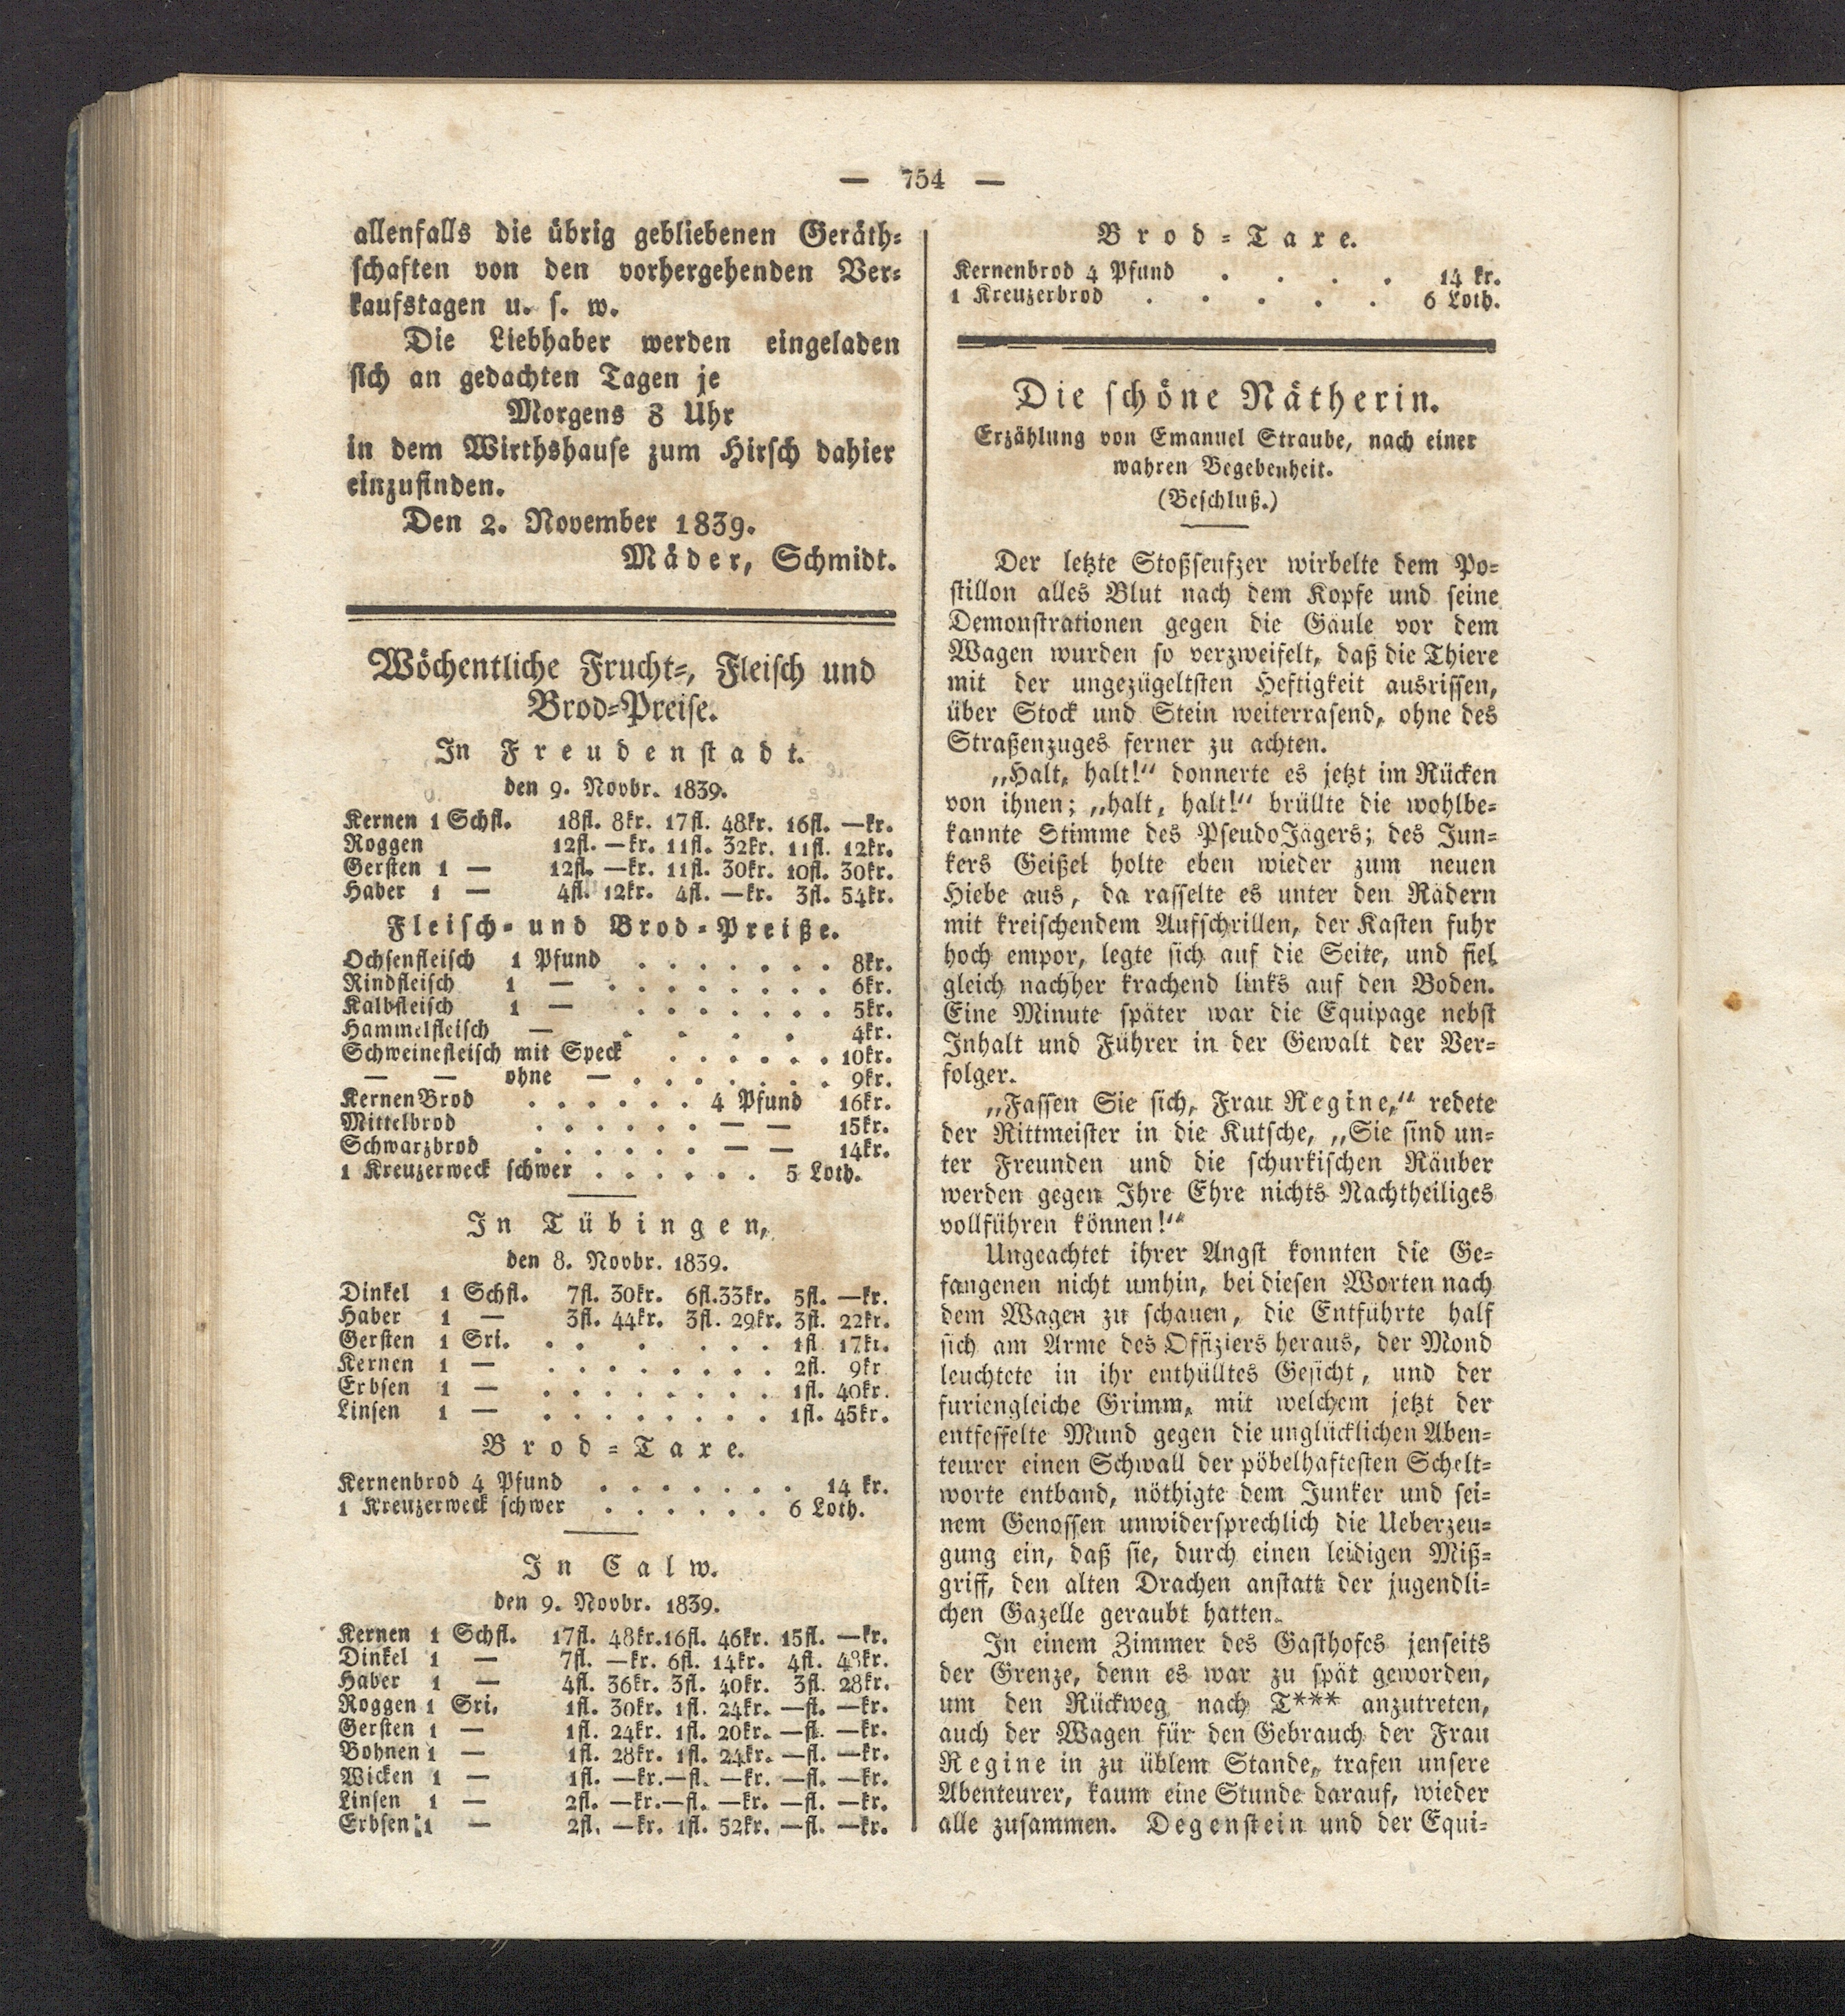 — 754 —
allenfalls die übrig gebliebenen Geräth-
schaften von den vorhergehenden Ver-
kaufstagen u. s. w.
Die Liebhaber werden eingeladen
sich an gedachten Tagen je
Morgens 8 Uhr
in dem Wirthshause zum Hirsch dahier
einzufinden.
Den 2. November 1839.
Mäder, Schmidt.
Wöchentliche Frucht-, Fleisch und
Brod-Preise.
In Freudenstadt.
den 9. Novbr. 1839.
Kernen 1 Schfl. 18fl. 8kr. 17fl. 48kr. 16fl. —kr.
Roggen 12fl. —kr. 11fl. 32kr. 11fl. 12kr.
Gersten 1 — 12fl. —kr. 11fl. 30kr. 10fl. 30kr.
Haber 1 — 4fl. 12kr. 4fl. —kr. 3fl. 54kr.
Fleisch- und Brod-Preiße.
Ochsenfleisch 1 Pfund . . . . . . . 8kr.
Rindfleisch 1 — . . . . . . . . 6kr.
Kalbfleisch 1 — . . . . . . . 5kr.
Hammelfleisch — . . . . 4kr.
Schweinefleisch mit Speck . . . . . . 10kr.
— — ohne — . . . . . . . 9kr.
KernenBrod . . . . . . 4 Pfund 16kr.
Mittelbrod . . . . . . — — 15kr.
Schwarzbrod . . . . . . — — 14kr.
1 Kreuzerweck schwer . . . . . . 5 Loth.
In Tübingen,
den 8. Novbr. 1839.
Dinkel 1 Schfl. 7fl. 30kr. 6fl.33kr. 5fl. —kr.
Haber 1 — 3fl. 44kr. 3fl. 29kr. 3fl. 22kr.
Gersten 1 Sri. . . . . . . 1fl 17kr.
Kernen 1 — . . . . . . . . 2fl. 9kr
Erbsen 1 — . . . . . . . . 1fl. 40kr.
Linsen 1 — . . . . . . . . 1fl. 45kr.
Brod-Taxe.
Kernenbrod 4 Pfund . . . . . . . 14 kr.
1 Kreuzerweck schwer . . . . . . 6 Loth.
In Calw.
den 9. Novbr. 1839.
Kernen 1 Schfl. 17fl. 48kr.16fl. 46kr. 15fl. —kr.
Dinkel 1 — 7fl. —kr. 6fl. 14kr. 4fl. 48kr.
Haber 1 — 4fl. 36kr. 3fl. 40kr. 3fl. 28kr.
Roggen 1 Sri. 1fl. 30kr. 1fl. 24kr. —fl. —kr.
Gersten 1 — 1fl. 24kr. 1fl. 20kr. —fl. —kr.
Bohnen 1 — 1fl. 28kr. 1fl. 24kr. —fl. —kr.
Wicken 1 — 1fl. —kr.—fl. —kr. —fl. —kr.
Linsen 1 — 2fl. —kr.—fl. —kr. —fl. —kr.
Erbsen 1 — 2fl. —kr. 1fl. 52kr. —fl. —kr.
Brod-Taxe.
Kernenbrod 4 Pfund . . . . 14 kr.
1 Kreuzerbrod . . . . . 6 Loth.
Die schöne Nätherin.
Erzählung von Emanuel Straube, nach einer
wahren Begebenheit.
(Beschluß.)
Der letzte Stoßseufzer wirbelte dem Po-
stillon alles Blut nach dem Kopfe und seine
Demonstrationen gegen die Gäule vor dem
Wagen wurden so verzweifelt, daß die Thiere
mit der ungezügeltsten Heftigkeit ausrissen,
über Stock und Stein weiterrasend, ohne des
Straßenzuges ferner zu achten.
„Halt, halt!“ donnerte es jetzt im Rücken
von ihnen; „halt, halt!“ brüllte die wohlbe-
kannte Stimme des PseudoJägers; des Jun-
kers Geißel holte eben wieder zum neuen
Hiebe aus, da rasselte es unter den Rädern
mit kreischendem Aufschrillen, der Kasten fuhr
hoch empor, legte sich auf die Seite, und fiel
gleich nachher krachend links auf den Boden.
Eine Minute später war die Equipage nebst
Inhalt und Führer in der Gewalt der Ver-
folger.
„Fassen Sie sich, Frau Regine,“ redete
der Rittmeister in die Kutsche, „Sie sind un-
ter Freunden und die schurkischen Räuber
werden gegen Ihre Ehre nichts Nachtheiliges
vollführen können!“
Ungeachtet ihrer Angst konnten die Ge-
fangenen nicht umhin, bei diesen Worten nach
dem Wagen zu schauen, die Entführte half
sich am Arme des Offiziers heraus, der Mond
leuchtete in ihr enthülltes Gesicht, und der
furiengleiche Grimm, mit welchem jetzt der
entfesselte Mund gegen die unglücklichen Aben-
teurer einen Schwall der pöbelhaftesten Schelt-
worte entband, nöthigte dem Junker und sei-
nem Genossen unwidersprechlich die Ueberzeu-
gung ein, daß sie, durch einen leidigen Miß-
griff, den alten Drachen anstatt der jugendli-
chen Gazelle geraubt hatten.
In einem Zimmer des Gasthofes jenseits
der Grenze, denn es war zu spät geworden,
um den Rückweg nach T*** anzutreten,
auch der Wagen für den Gebrauch der Frau
Regine in zu üblem Stande, trafen unsere
Abenteurer, kaum eine Stunde darauf, wieder
alle zusammen. Degenstein und der Equi-